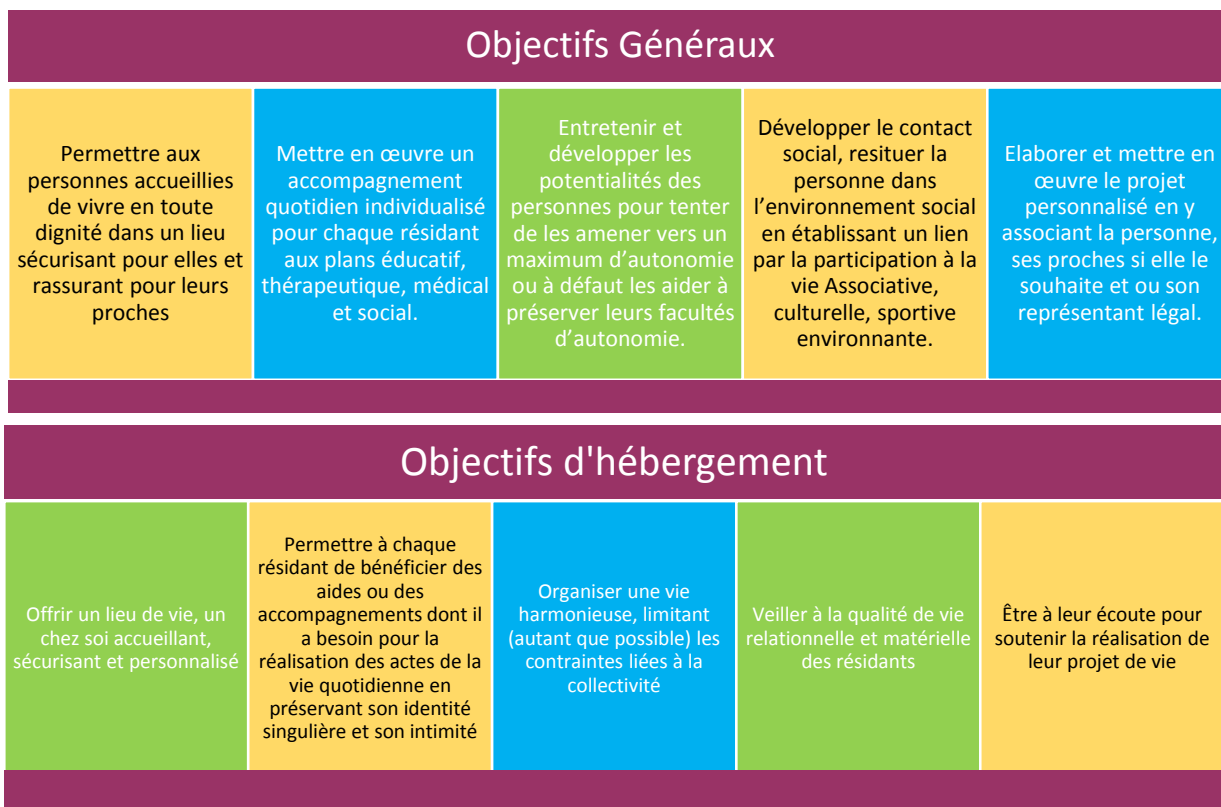 Objectifs Généraux
Permettre aux
personnes accueillies
de vivre en toute
dignité dans un lieu
sécurisant pour elles et
rassurant pour leurs
proches
Mettre en œuvre un
accompagnement
quotidien individualisé
pour chaque résidant
aux plans éducatif,
thérapeutique, médical
et social.
Entretenir et
développer les
potentialités des
personnes pour tenter
de les amener vers un
maximum d’autonomie
ou à défaut les aider à
préserver leurs facultés
d’autonomie.
Développer le contact
social, resituer la
personne dans
l’environnement social
en établissant un lien
par la participation à la
vie Associative,
culturelle, sportive
environnante.
Elaborer et mettre en
œuvre le projet
personnalisé en y
associant la personne,
ses proches si elle le
souhaite et ou son
représentant légal.
Objectifs d'hébergement
Offrir un lieu de vie, un
chez soi accueillant,
sécurisant et personnalisé
Permettre à chaque
résidant de bénéficier des
aides ou des
accompagnements dont il
a besoin pour la
réalisation des actes de la
vie quotidienne en
préservant son identité
singulière et son intimité
Organiser une vie
harmonieuse, limitant
(autant que possible) les
contraintes liées à la
collectivité
Veiller à la qualité de vie
relationnelle et matérielle
des résidants
Être à leur écoute pour
soutenir la réalisation de
leur projet de vie